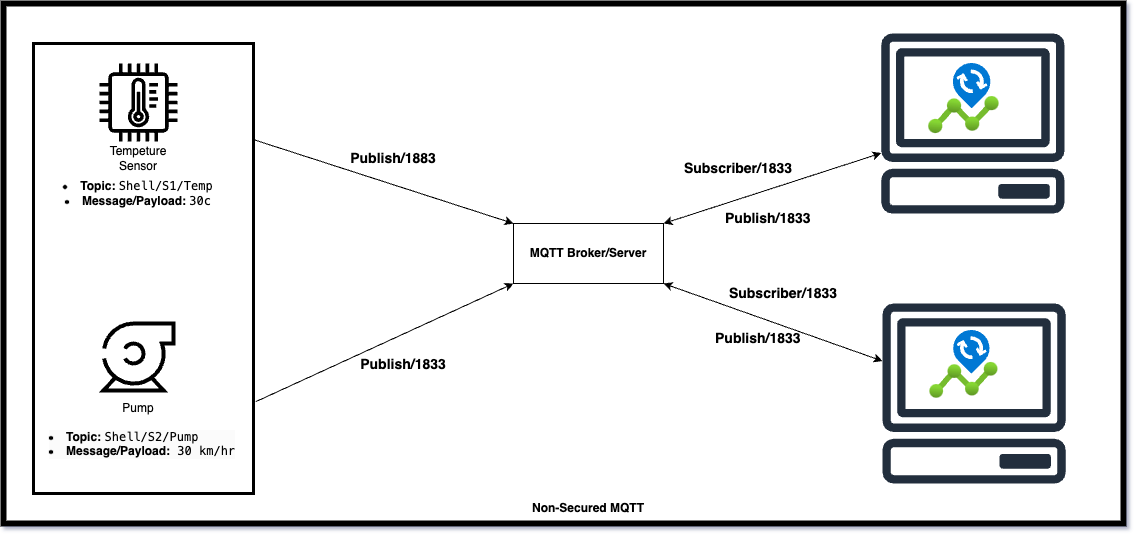 Tempeture
Sensor
• Topic: Shell/S1/Temp
• Message/Payload: 30c
Pump
• Topic: Shell/S2/Pump
• Message/Payload: 30 km/hr
Publish/1883
Publish/1833
MQTT Broker/Server
Subscriber/1833
Publish/1833
Subscriber/1833
Publish/1833
Non-Secured MQTT